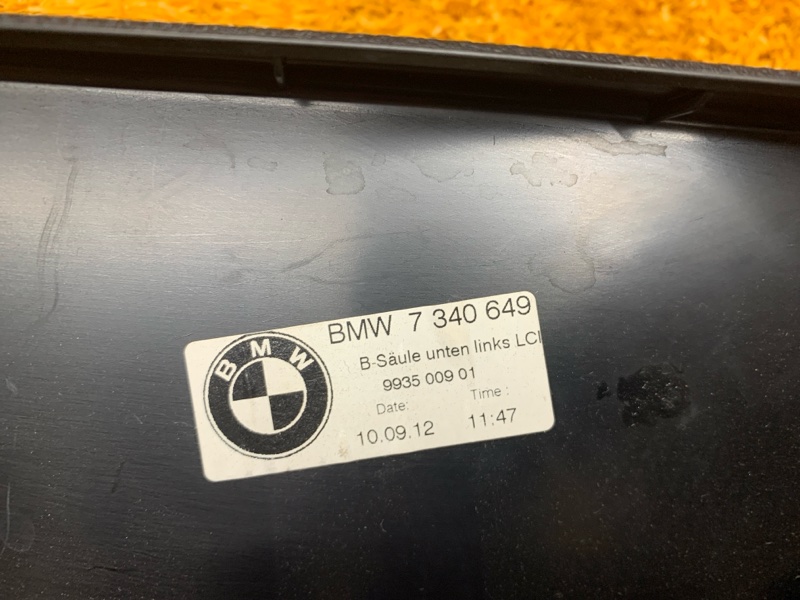 BMW
BMW 7 340 649
B-Säule unten links LCI
9935 009 01
Date: Time :
10.09.12 11:47